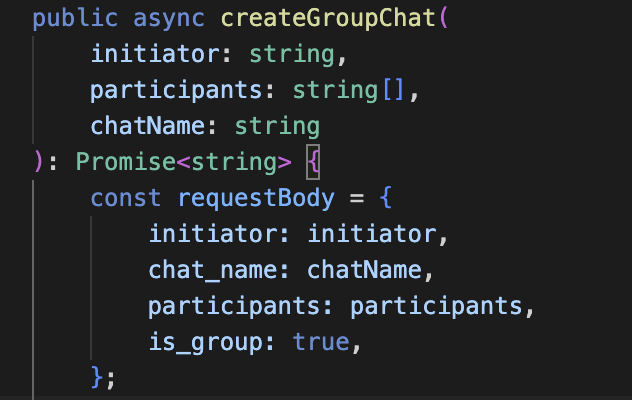 public async createGroupChat(
    initiator: string,
    participants: string[],
    chatName: string
): Promise<string> {
    const requestBody = {
        initiator: initiator,
        chat_name: chatName,
        participants: participants,
        is_group: true,
    };